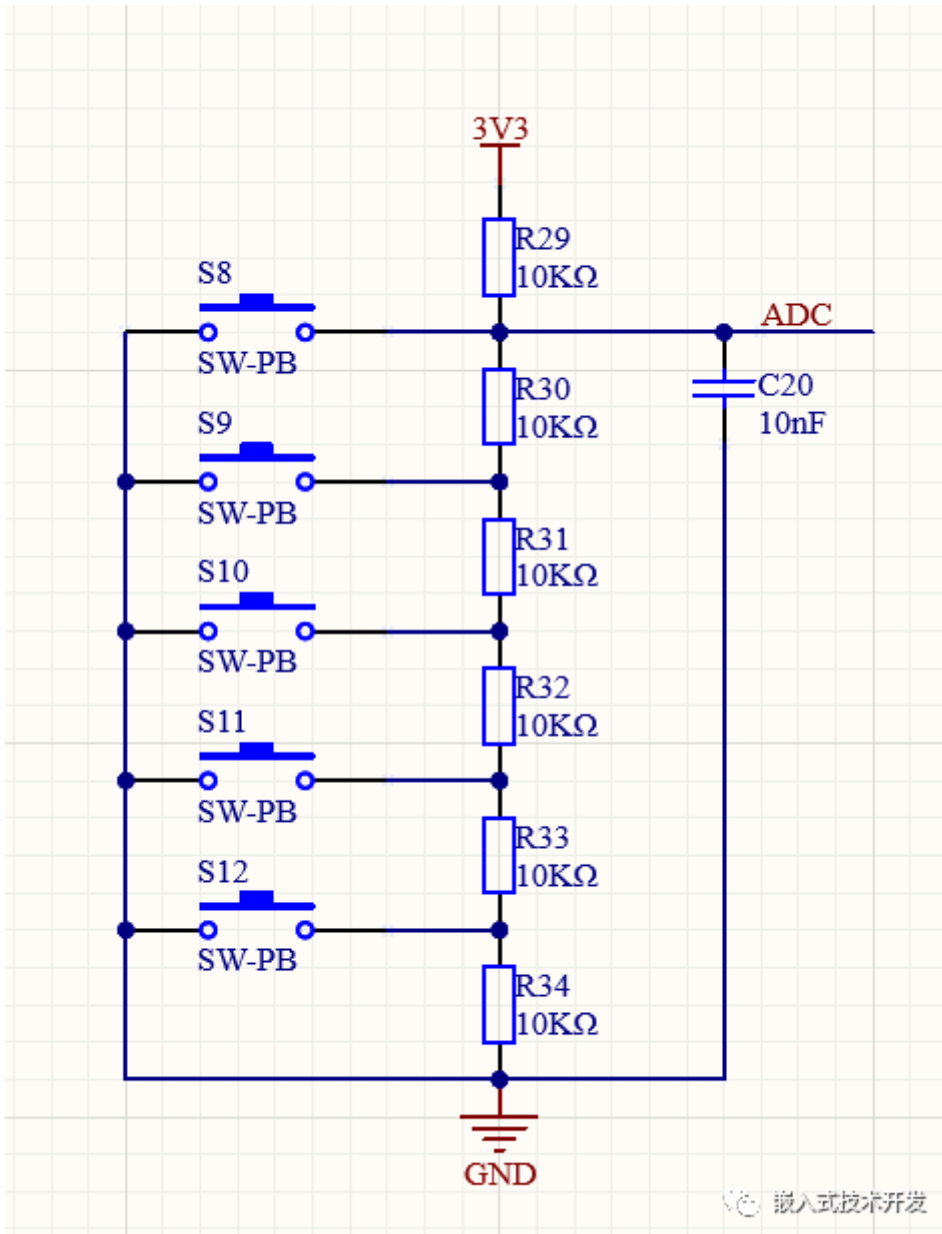 3V3
R29
10KΩ
S8
SW-PB
ADC
R30
10KΩ
C20
10nF
S9
SW-PB
R31
10KΩ
S10
SW-PB
R32
10KΩ
S11
SW-PB
R33
10KΩ
S12
SW-PB
R34
10KΩ
GND
嵌入式技术开发